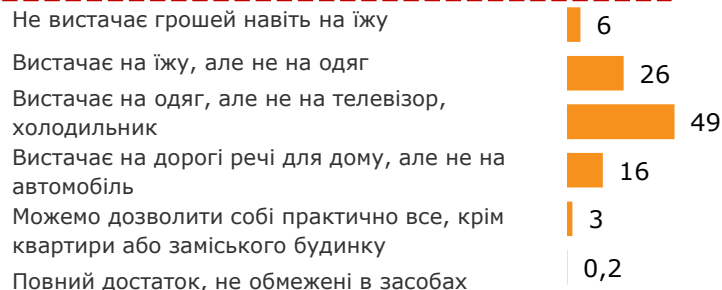 Не вистачає грошей навіть на їжу 6
Вистачає на їжу, але не на одяг 26
Вистачає на одяг, але не на телевізор,
холодильник 49
Вистачає на дорогі речі для дому, але не на
автомобіль 16
Можемо дозволити собі практично все, крім
квартири або заміського будинку 3
Повний достаток, не обмежені в засобах 0,2